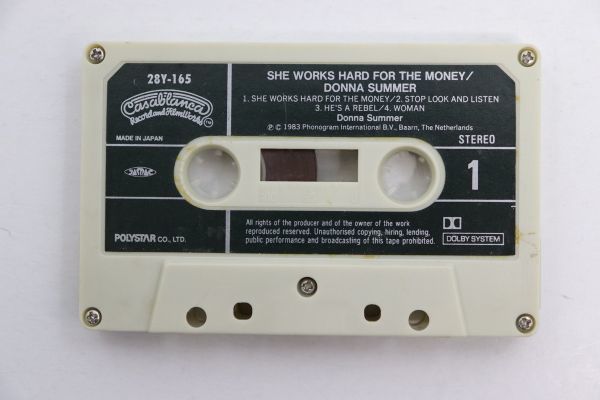 28Y-165
SHE WORKS HARD FOR THE MONEY/
DONNA SUMMER
Casablanca
Record and FilmWorks
TM
1. SHE WORKS HARD FOR THE MONEY/2. STOP LOOK AND LISTEN
3. HE'S A REBEL/4. WOMAN
Donna Summer
MADE IN JAPAN
℗ © 1983 Phonogram International B.V., Baarn, The Netherlands
STEREO
1
POLYSTAR CO., LTD.
All rights of the producer and of the owner of the work
reproduced reserved. Unauthorised copying, hiring, lending,
public performance and broadcasting of this tape prohibited.
DOLBY SYSTEM